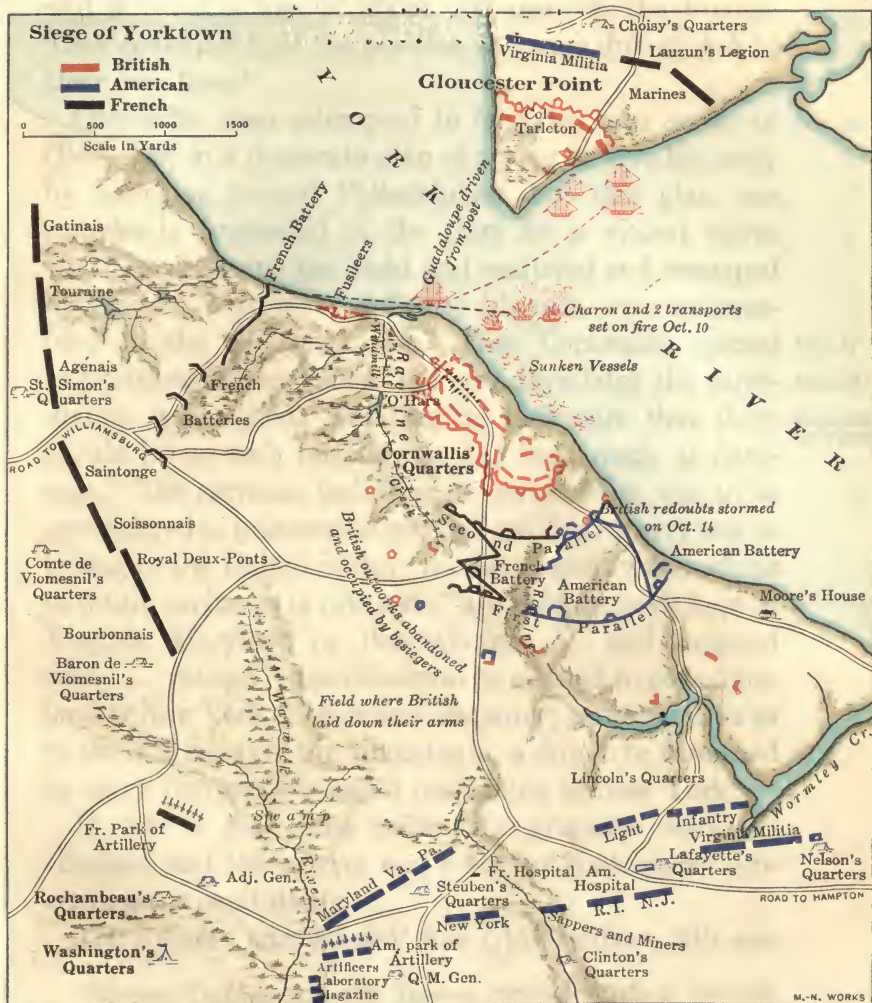 Siege of Yorktown
British
American
French
0 500 1000 1500
Scale in Yards
YORK RIVER
Choisy's Quarters
Virginia Militia
Lauzun's Legion
Gloucester Point
Marines
Col.
Tarleton
Guadaloupe driven
from post
Gatinais
French Battery
Fusileers
Touraine
Charon and 2 transports
set on fire Oct. 10
Sunken Vessels
Agénais
St. Simon's
Quarters
French
Batteries
Windmill
Ravine
Creek
O'Hara
ROAD TO WILLIAMSBURG
Cornwallis'
Quarters
Saintonge
Soissonnais
British redoubts stormed
on Oct. 14
Second Parallel
American Battery
Comte de
Viomesnil's
Quarters
Royal Deux-Ponts
British outworks abandoned
and occupied by besiegers
French
Battery
American
Battery
Ravine
First Parallel
Moore's House
Bourbonnais
Baron de
Viomesnil's
Quarters
Field where British
laid down their arms
Warwick
Swamp
River
Lincoln's Quarters
Wormley Cr.
Light Infantry
Virginia Militia
Fr. Park of
Artillery
Lafayette's
Quarters
Nelson's
Quarters
Adj. Gen.
Maryland Va. Pa.
Fr. Hospital
Am.
Hospital
Steuben's
Quarters
Rochambeau's
Quarters
New York
R.I. N.J.
ROAD TO HAMPTON
Sappers and Miners
Washington's
Quarters
Am. park of
Artillery
Clinton's
Quarters
Artificers
Laboratory
Magazine
Q. M. Gen.
M.-N. WORKS